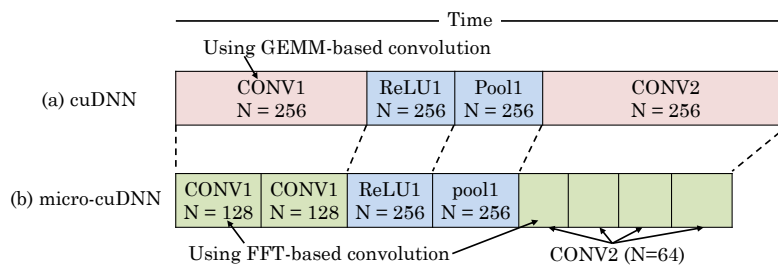 Time
Using GEMM-based convolution
(a) cuDNN
CONV1
N = 256
ReLU1
N = 256
Pool1
N = 256
CONV2
N = 256
(b) micro-cuDNN
CONV1
N = 128
CONV1
N = 128
ReLU1
N = 256
pool1
N = 256
Using FFT-based convolution
CONV2 (N=64)